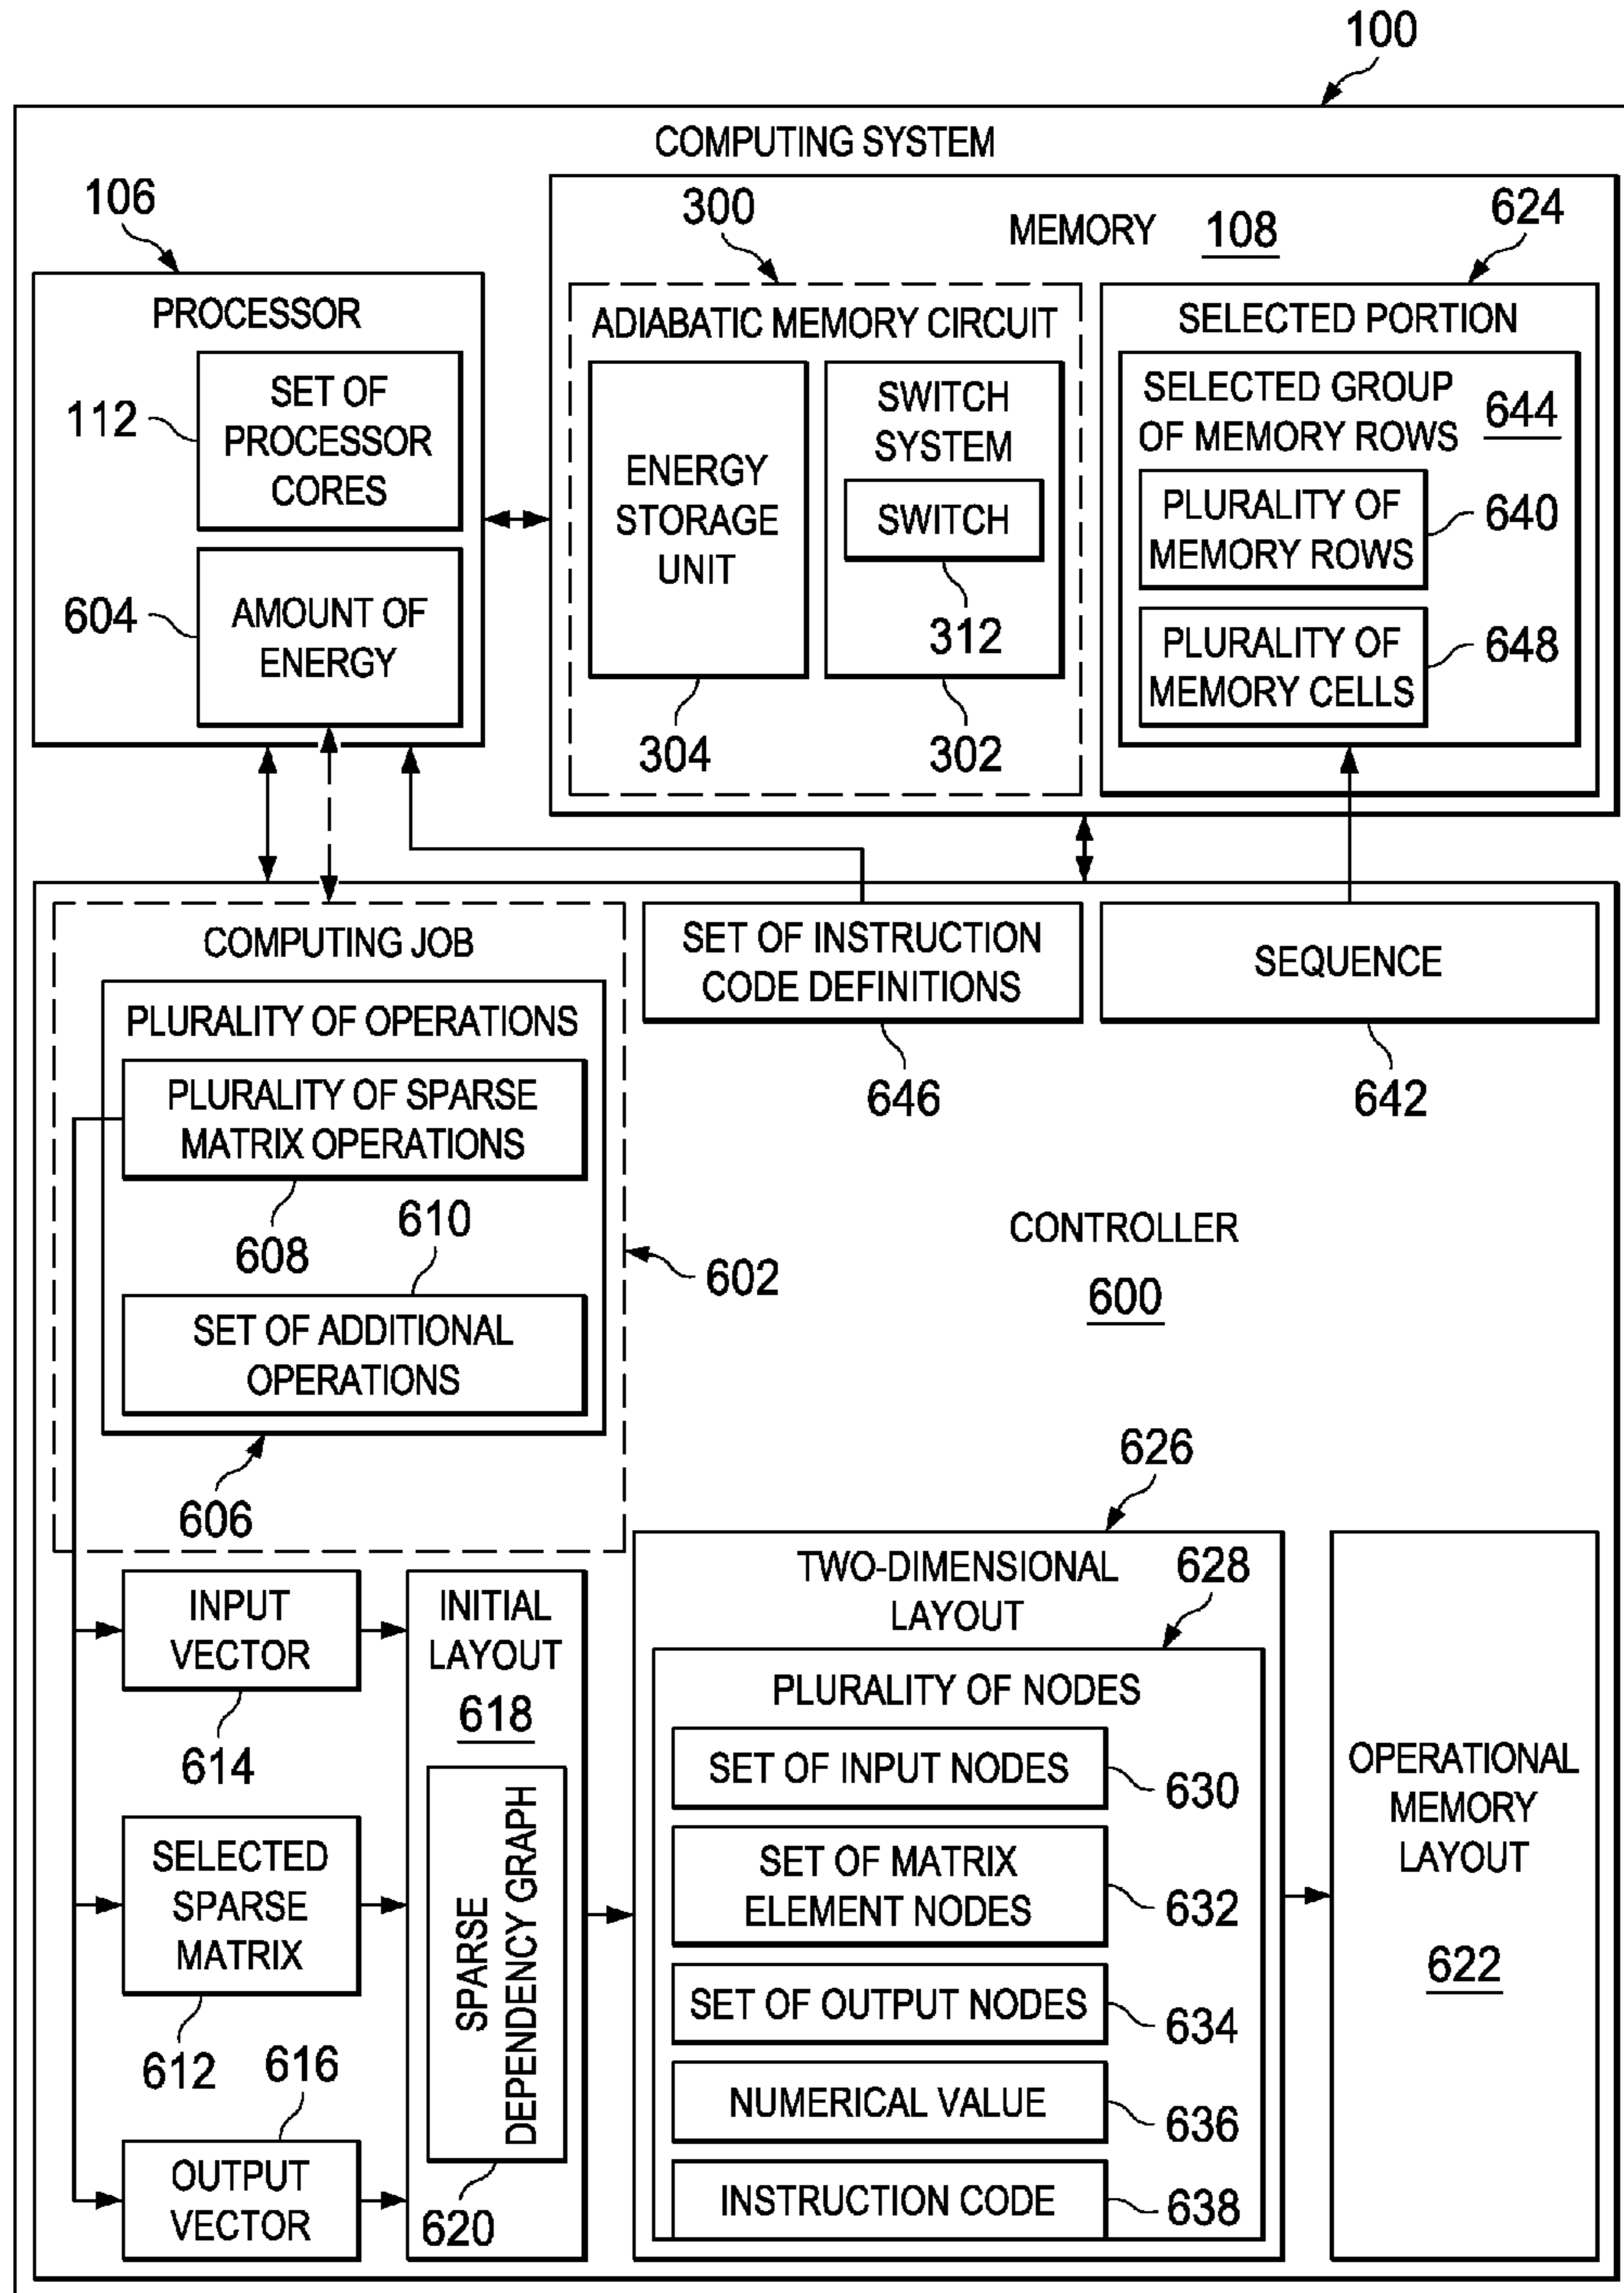 100
COMPUTING SYSTEM
106
PROCESSOR
SET OF
PROCESSOR
CORES
112
AMOUNT OF
ENERGY
604
MEMORY 108
300
ADIABATIC MEMORY CIRCUIT
ENERGY
STORAGE
UNIT
304
SWITCH
SYSTEM
SWITCH
312
302
624
SELECTED PORTION
SELECTED GROUP
OF MEMORY ROWS
644
PLURALITY OF
MEMORY ROWS
640
PLURALITY OF
MEMORY CELLS
648
COMPUTING JOB
PLURALITY OF OPERATIONS
PLURALITY OF SPARSE
MATRIX OPERATIONS
608
610
SET OF ADDITIONAL
OPERATIONS
606
602
SET OF INSTRUCTION
CODE DEFINITIONS
646
SEQUENCE
642
CONTROLLER
600
INPUT
VECTOR
614
SELECTED
SPARSE
MATRIX
612
616
OUTPUT
VECTOR
INITIAL
LAYOUT
618
SPARSE
DEPENDENCY GRAPH
620
626
TWO-DIMENSIONAL
LAYOUT
628
PLURALITY OF NODES
SET OF INPUT NODES
630
SET OF MATRIX
ELEMENT NODES
632
SET OF OUTPUT NODES
634
NUMERICAL VALUE
636
INSTRUCTION CODE
638
OPERATIONAL
MEMORY
LAYOUT
622